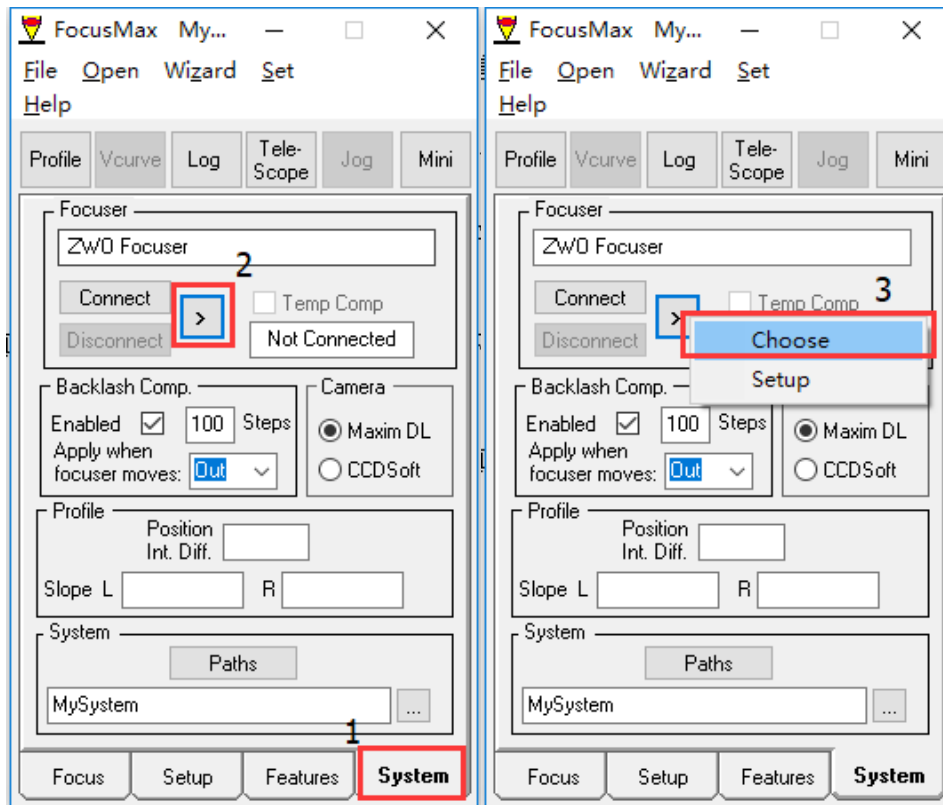 FocusMax My...
File Open Wizard Set
Help
Profile Vcurve Log Tele-Scope Jog Mini
Focuser
ZWO Focuser
2
Connect > Temp Comp
Disconnect Not Connected
Backlash Comp.
Enabled 100 Steps
Apply when
focuser moves: Out
Camera
Maxim DL
CCDSoft
Profile
Position
Int. Diff.
Slope L R
System
Paths
MySystem ...
1
Focus Setup Features System
FocusMax My...
File Open Wizard Set
Help
Profile Vcurve Log Tele-Scope Jog Mini
Focuser
ZWO Focuser
3
Connect > Temp Comp
Disconnect Choose
Setup
Backlash Comp.
Enabled 100 Steps
Apply when
focuser moves: Out
Maxim DL
CCDSoft
Profile
Position
Int. Diff.
Slope L R
System
Paths
MySystem ...
Focus Setup Features System